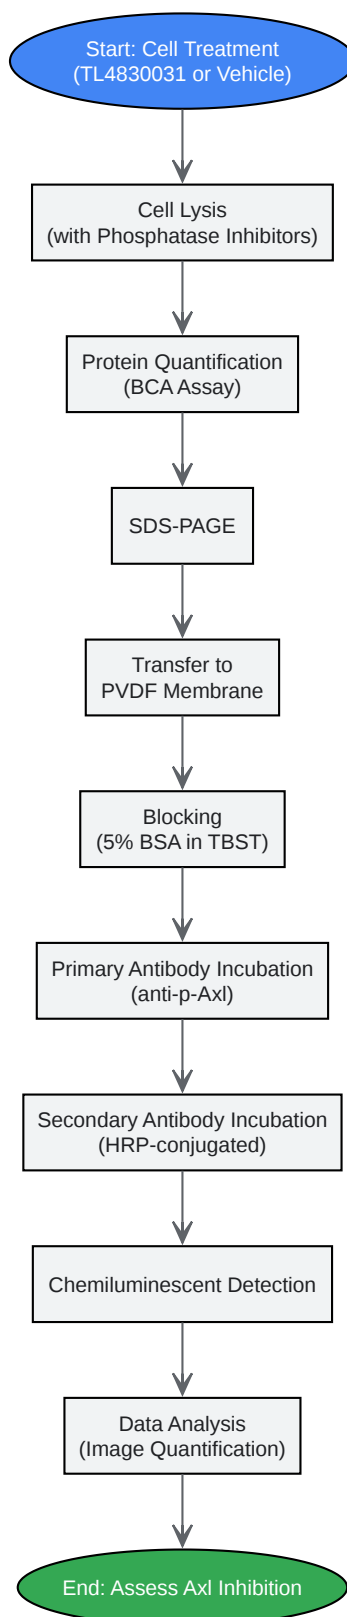 Start: Cell Treatment
(TL4830031 or Vehicle)
Cell Lysis
(with Phosphatase Inhibitors)
Protein Quantification
(BCA Assay)
SDS-PAGE
Transfer to
PVDF Membrane
Blocking
(5% BSA in TBST)
Primary Antibody Incubation
(anti-p-Axl)
Secondary Antibody Incubation
(HRP-conjugated)
Chemiluminescent Detection
Data Analysis
(Image Quantification)
End: Assess Axl Inhibition